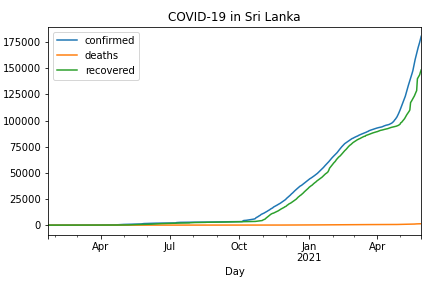 COVID-19 in Sri Lanka
confirmed
deaths
recovered
175000
150000
125000
100000
75000
50000
25000
0
Apr Jul Oct Jan Apr
2021
Day